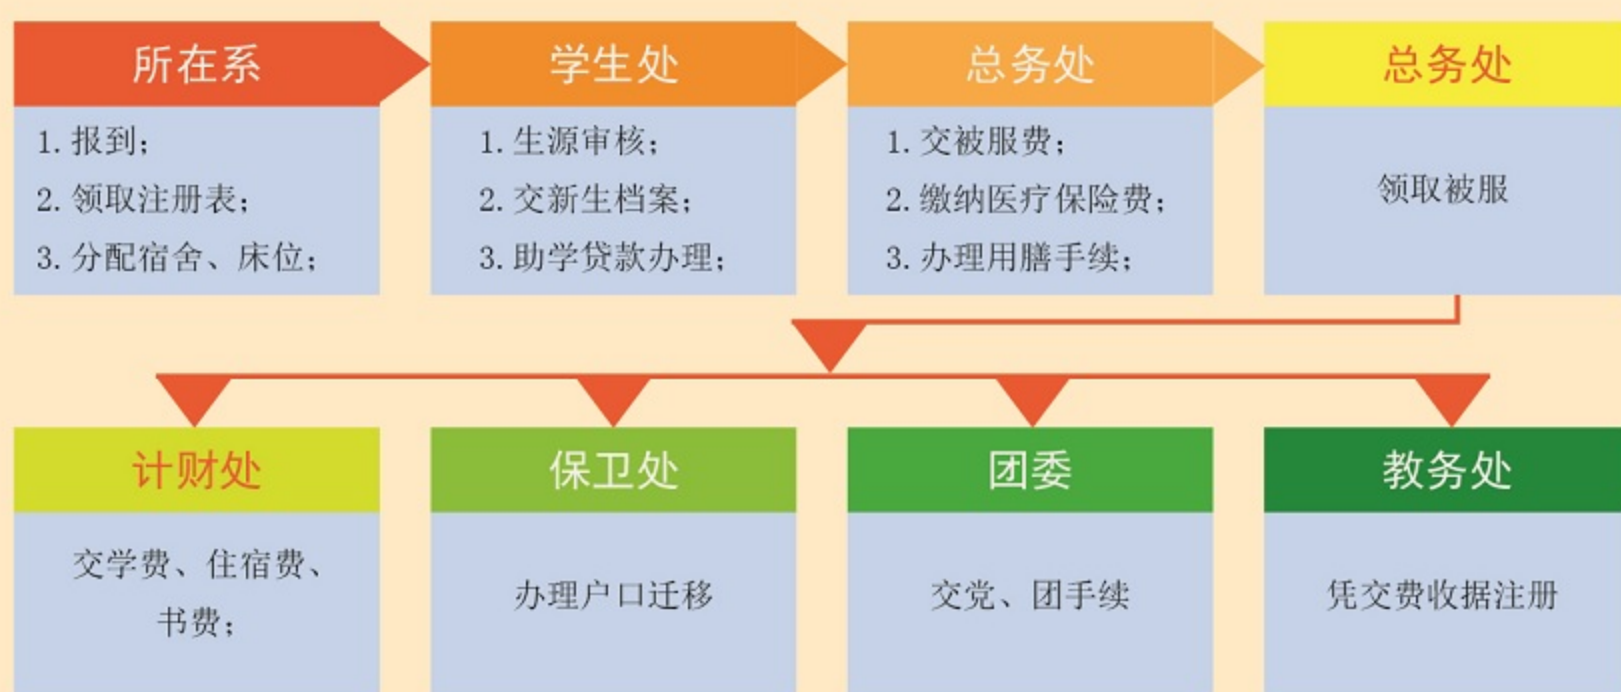 所在系
1. 报到；
2. 领取注册表；
3. 分配宿舍、床位；
学生处
1. 生源审核；
2. 交新生档案；
3. 助学贷款办理；
总务处
1. 交被服费；
2. 缴纳医疗保险费；
3. 办理用膳手续；
总务处
领取被服
计财处
交学费、住宿费、
书费；
保卫处
办理户口迁移
团委
交党、团手续
教务处
凭交费收据注册